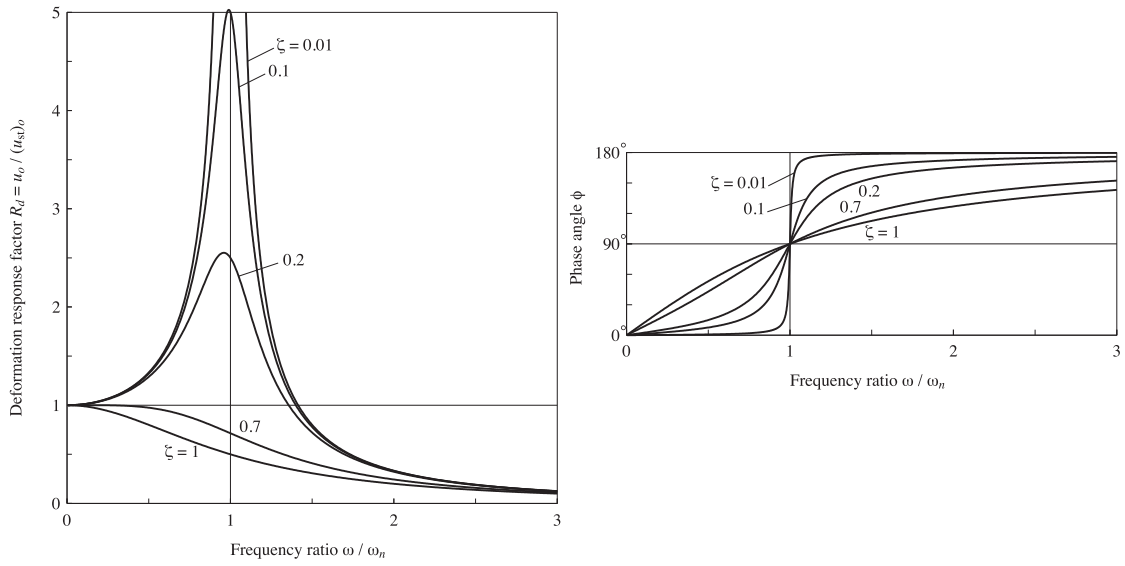 Deformation response factor R_d = u_o / (u_st)_o
5
4
3
2
1
0
ζ = 0.01
0.1
0.2
0.7
ζ = 1
0
1
2
3
Frequency ratio ω / ω_n
Phase angle ϕ
180°
90°
0°
ζ = 0.01
0.1
0.2
0.7
ζ = 1
0
1
2
3
Frequency ratio ω / ω_n